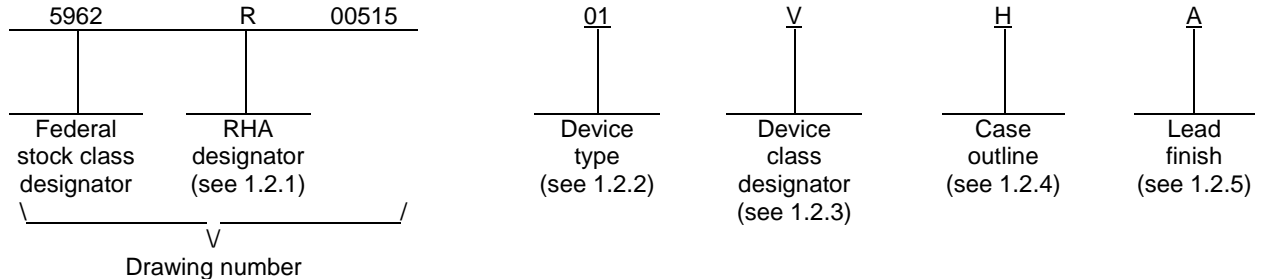 5962 R 00515 01 V H A
Federal RHA Device Device Case Lead
stock class designator type class outline finish
designator (see 1.2.1) (see 1.2.2) designator (see 1.2.4) (see 1.2.5)
(see 1.2.3)
\ /
\/
Drawing number